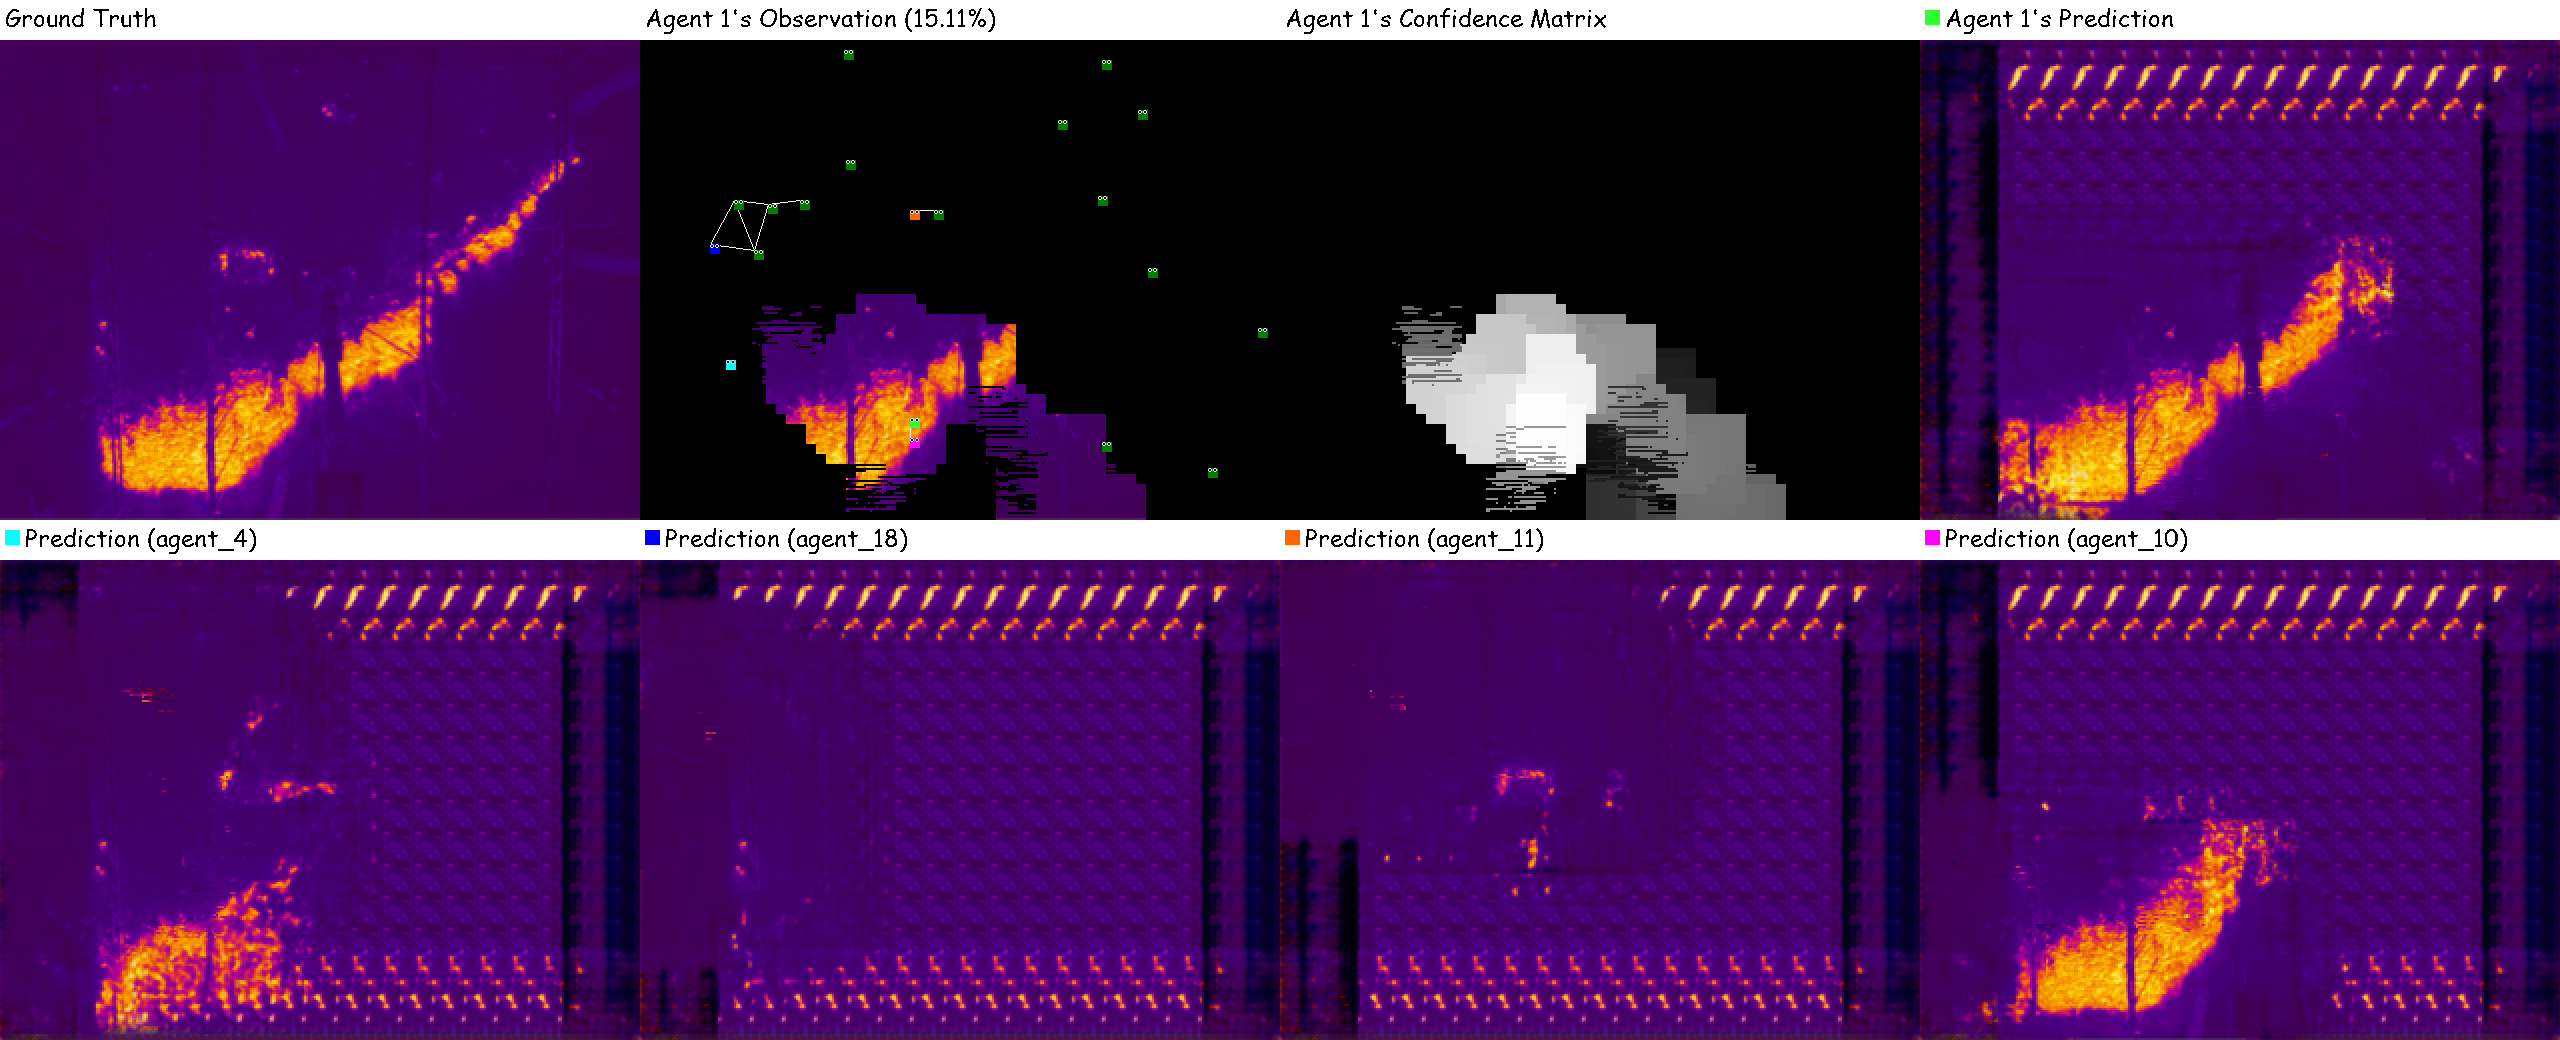 Ground Truth
Agent 1's Observation (15.11%)
Agent 1's Confidence Matrix
Agent 1's Prediction
Prediction (agent_4)
Prediction (agent_18)
Prediction (agent_11)
Prediction (agent_10)